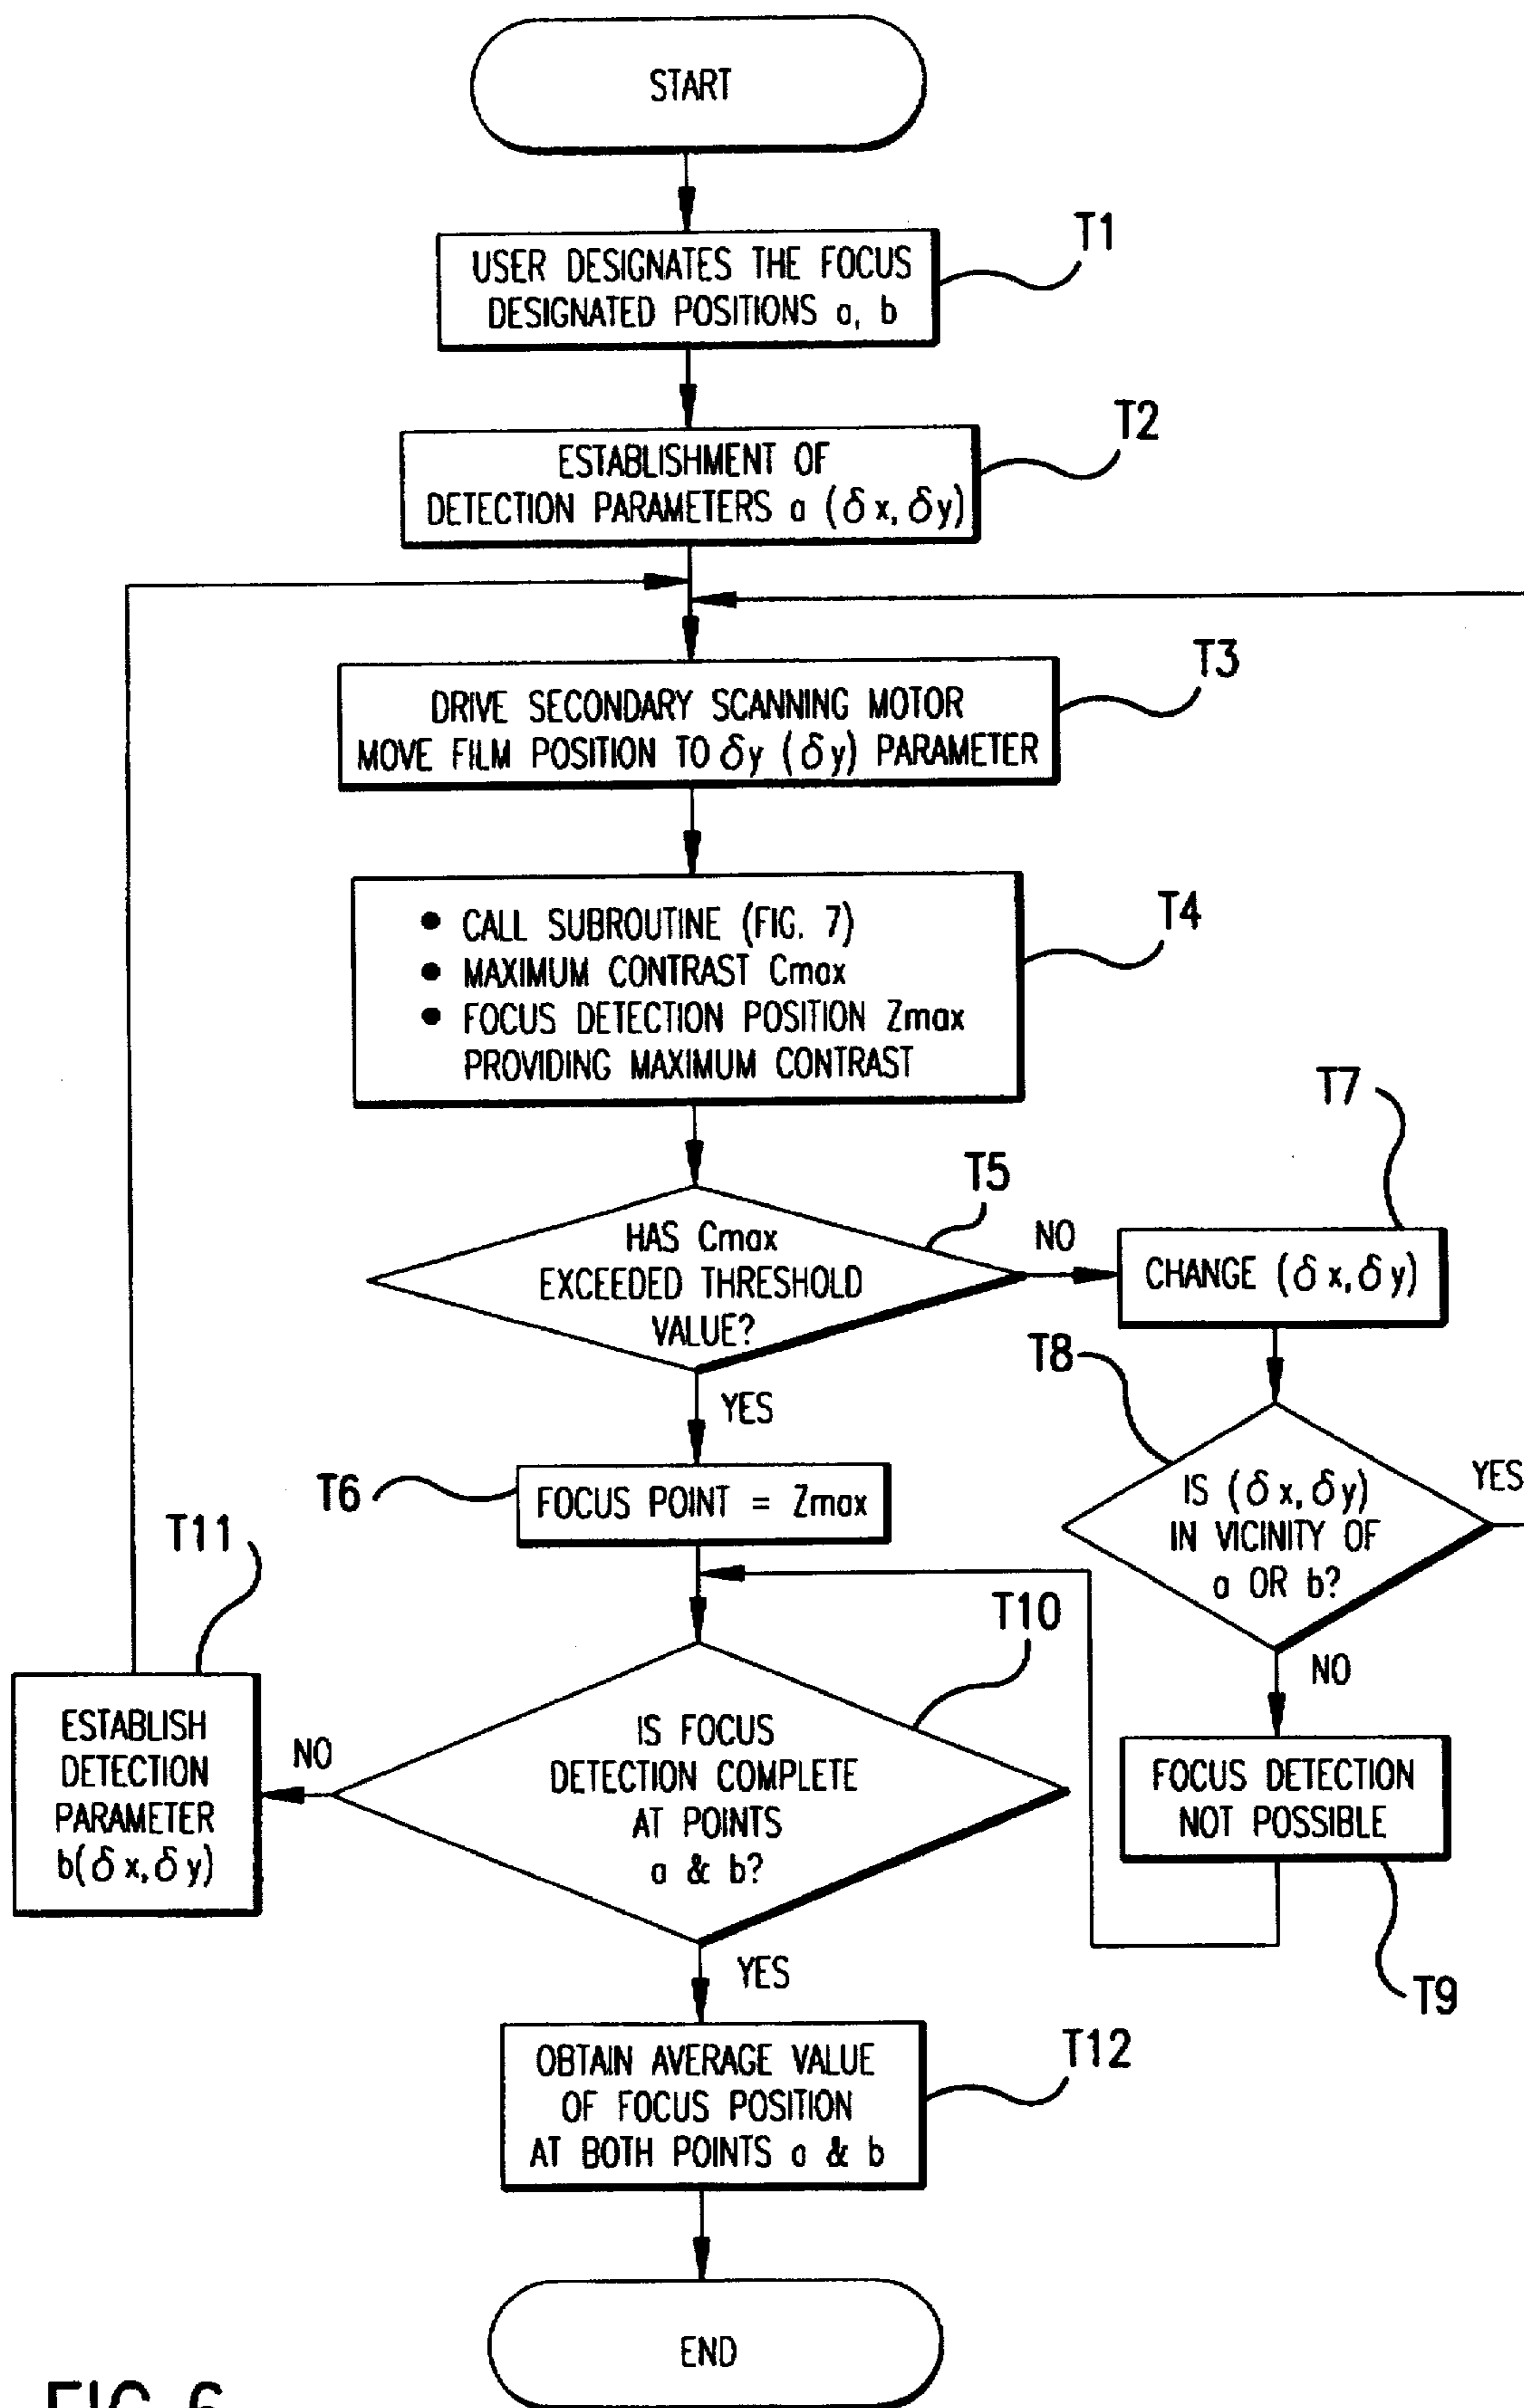 START
T1
USER DESIGNATES THE FOCUS
DESIGNATED POSITIONS a, b
T2
ESTABLISHMENT OF
DETECTION PARAMETERS a (δx, δy)
T3
DRIVE SECONDARY SCANNING MOTOR
MOVE FILM POSITION TO δy (δy) PARAMETER
T4
• CALL SUBROUTINE (FIG. 7)
• MAXIMUM CONTRAST Cmax
• FOCUS DETECTION POSITION Zmax
PROVIDING MAXIMUM CONTRAST
T5
HAS Cmax
EXCEEDED THRESHOLD
VALUE?
NO
T7
CHANGE (δx, δy)
T8
IS (δx, δy)
IN VICINITY OF
a OR b?
YES
NO
T9
FOCUS DETECTION
NOT POSSIBLE
YES
T6
FOCUS POINT = Zmax
T10
IS FOCUS
DETECTION COMPLETE
AT POINTS
a & b?
NO
T11
ESTABLISH
DETECTION
PARAMETER
b(δx, δy)
YES
T12
OBTAIN AVERAGE VALUE
OF FOCUS POSITION
AT BOTH POINTS a & b
END
FIG. 6